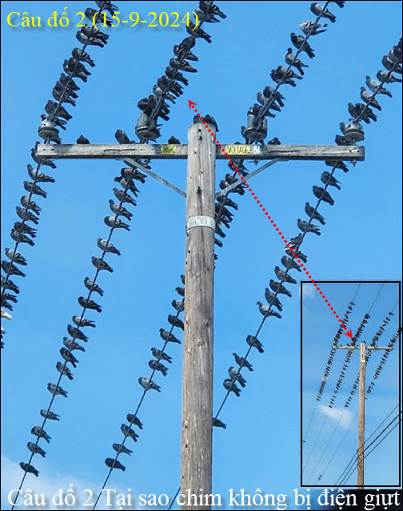 Câu đố 2 (15-9-2024)
Câu đố 2 Tại sao chim không bị điện giựt